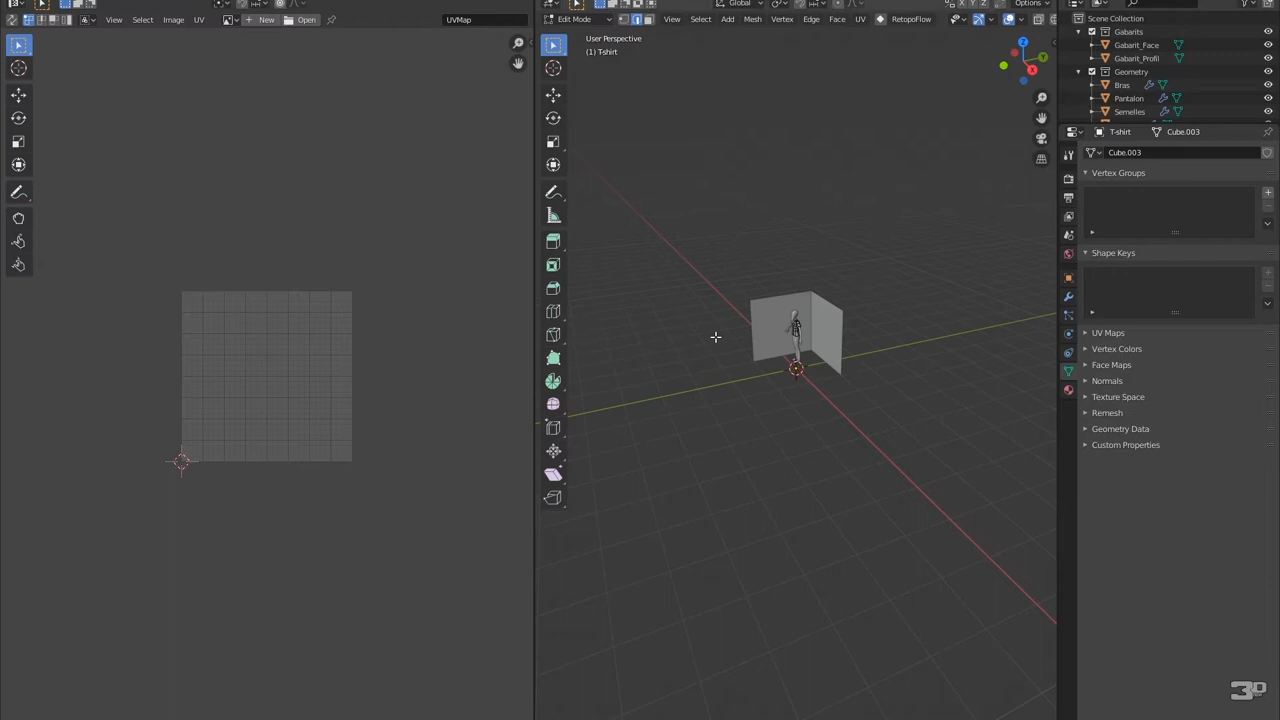 View Select Image UV New Open UVMap
Global Options
Edit Mode View Select Add Mesh Vertex Edge Face UV RetopoFlow
User Perspective
(1) T-shirt
X
Y
Z
Scene Collection
Gabarits
Gabarit_Face
Gabarit_Profil
Geometry
Bras
Pantalon
Semelles
T-shirt Cube.003
Cube.003
Vertex Groups
Shape Keys
UV Maps
Vertex Colors
Face Maps
Normals
Texture Space
Remesh
Geometry Data
Custom Properties
3D